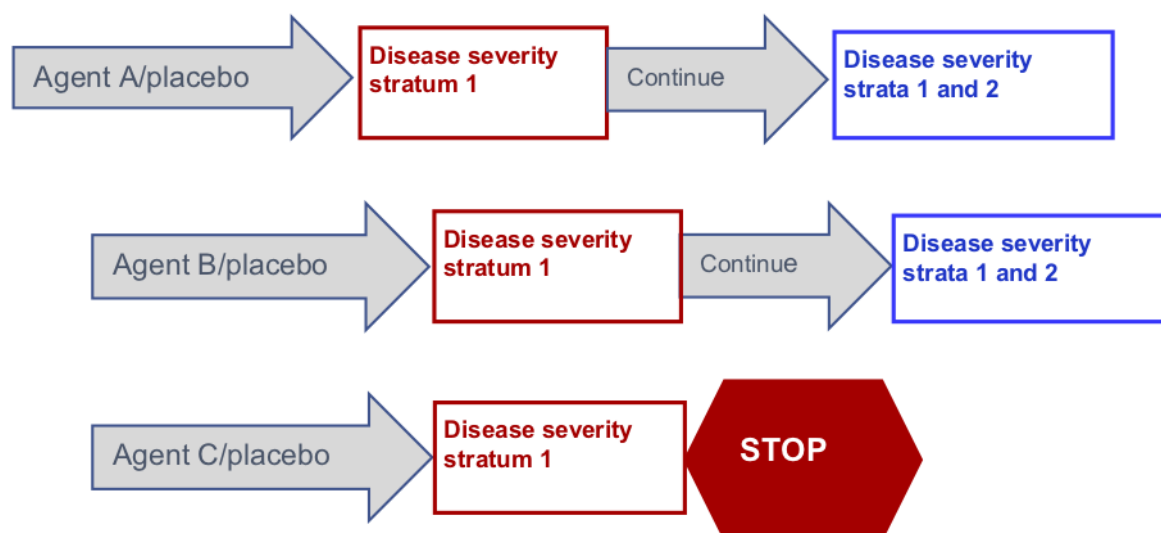 Agent A/placebo
Disease severity
stratum 1
Continue
Disease severity
strata 1 and 2
Agent B/placebo
Disease severity
stratum 1
Continue
Disease severity
strata 1 and 2
Agent C/placebo
Disease severity
stratum 1
STOP